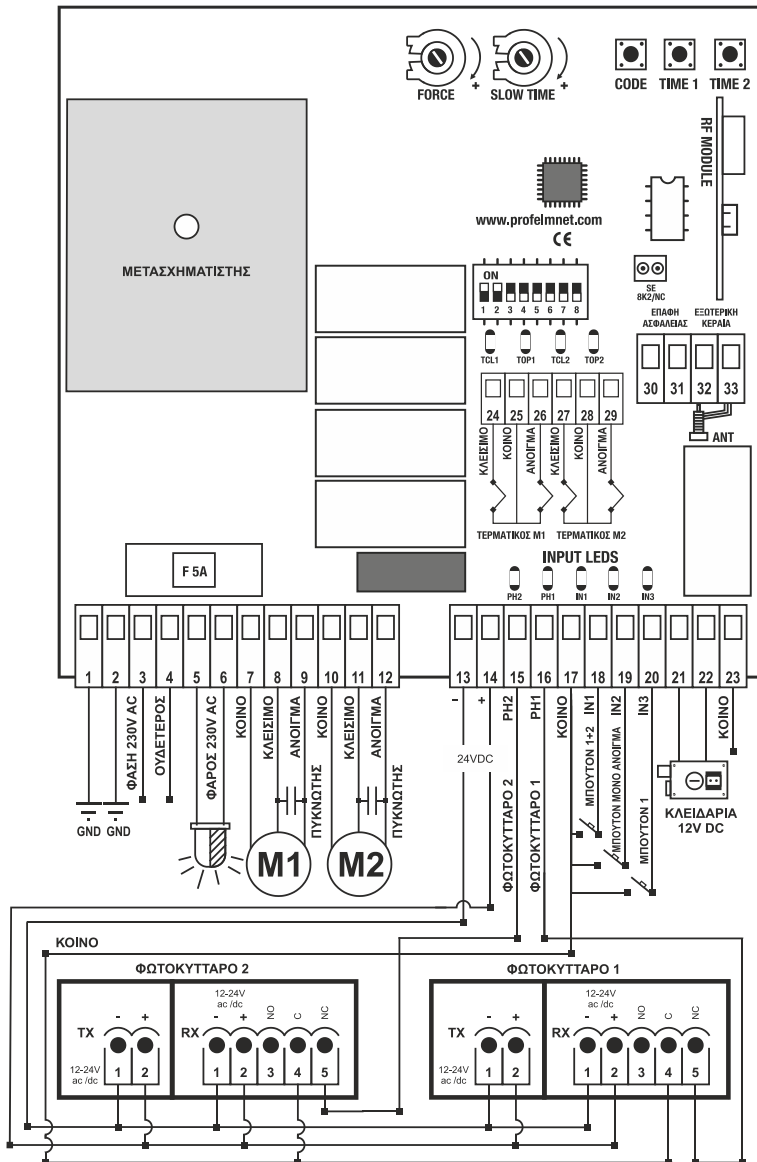 FORCE + SLOW TIME +
CODE TIME 1 TIME 2
RF MODULE
www.profelmnet.com
CE
ΜΕΤΑΣΧΗΜΑΤΙΣΤΗΣ
ON
1 2 3 4 5 6 7 8
SE
8K2/NC
TCL1 TOP1 TCL2 TOP2
ΕΠΑΦΗ
ΑΣΦΑΛΕΙΑΣ
ΕΞΩΤΕΡΙΚΗ
ΚΕΡΑΙΑ
30 31 32 33
ANT
24 25 26 27 28 29
ΚΛΕΙΣΙΜΟ
ΚΟΙΝΟ
ΑΝΟΙΓΜΑ
ΚΛΕΙΣΙΜΟ
ΚΟΙΝΟ
ΑΝΟΙΓΜΑ
ΤΕΡΜΑΤΙΚΟΣ M1 ΤΕΡΜΑΤΙΚΟΣ M2
INPUT LEDS
PH2 PH1 IN1 IN2 IN3
F 5A
1 2 3 4 5 6 7 8 9 10 11 12
13 14 15 16 17 18 19 20 21 22 23
ΦΑΣΗ 230V AC
ΟΥΔΕΤΕΡΟΣ
ΦΑΡΟΣ 230V AC
ΚΟΙΝΟ
ΚΛΕΙΣΙΜΟ
ΑΝΟΙΓΜΑ
ΠΥΚΝΩΤΗΣ
ΚΟΙΝΟ
ΚΛΕΙΣΙΜΟ
ΑΝΟΙΓΜΑ
ΠΥΚΝΩΤΗΣ
GND GND
M1 M2
- +
24VDC
PH2
ΦΩΤΟΚΥΤΤΑΡΟ 2
PH1
ΦΩΤΟΚΥΤΤΑΡΟ 1
ΚΟΙΝΟ
IN1
ΜΠΟΥΤΟΝ 1+2
IN2
ΜΠΟΥΤΟΝ ΜΟΝΟ ΑΝΟΙΓΜΑ
IN3
ΜΠΟΥΤΟΝ 1
ΚΟΙΝΟ
ΚΛΕΙΔΑΡΙΑ
12V DC
ΚΟΙΝΟ
ΦΩΤΟΚΥΤΤΑΡΟ 2
TX
- +
12-24V
ac /dc
1 2
RX
12-24V
ac /dc
- + NO C NC
1 2 3 4 5
ΦΩΤΟΚΥΤΤΑΡΟ 1
TX
- +
12-24V
ac /dc
1 2
RX
12-24V
ac /dc
- + NO C NC
1 2 3 4 5